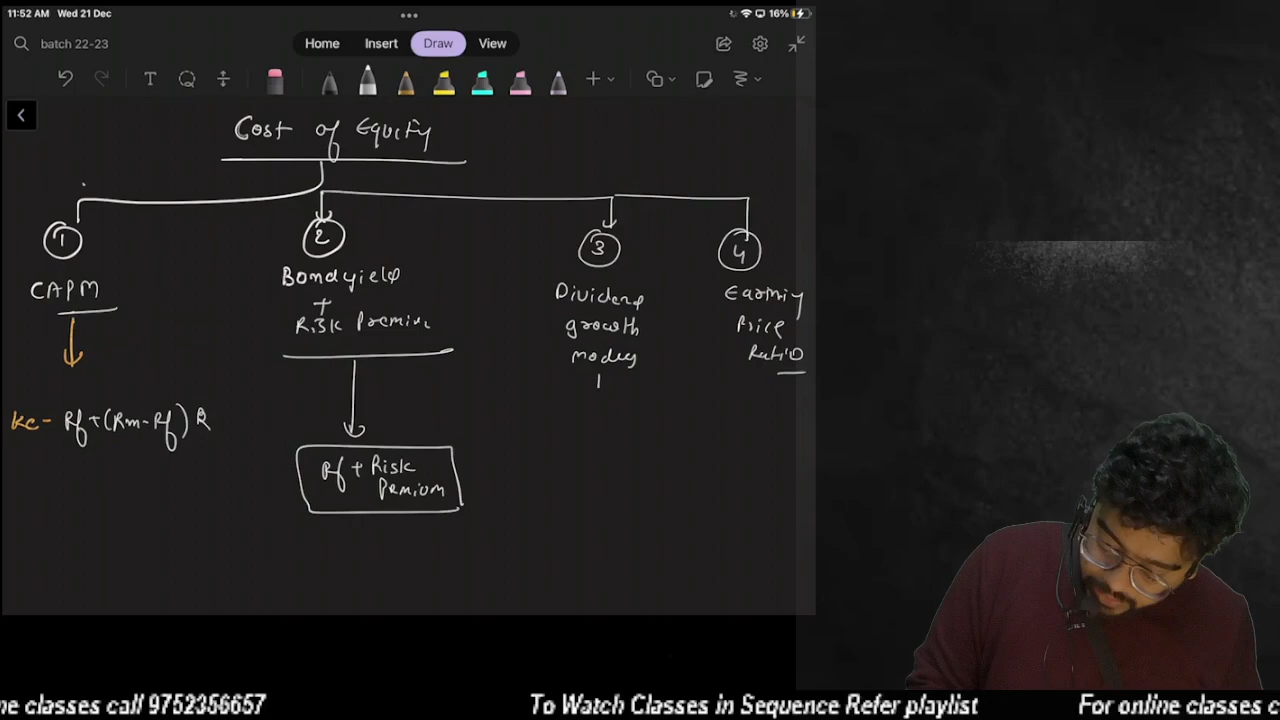 11:52 AM Wed 21 Dec
16%
batch 22-23
Home Insert Draw View
Cost of Equity
1
2
3
4
CAPM
Bond yield
+
Risk Premium
Dividend
growth
model
Earning
Price
Ratio
Ke- Rf+(Rm-Rf)
Rf + Risk
Premium
ne classes call 9752356657
To Watch Classes in Sequence Refer playlist
For online classes c